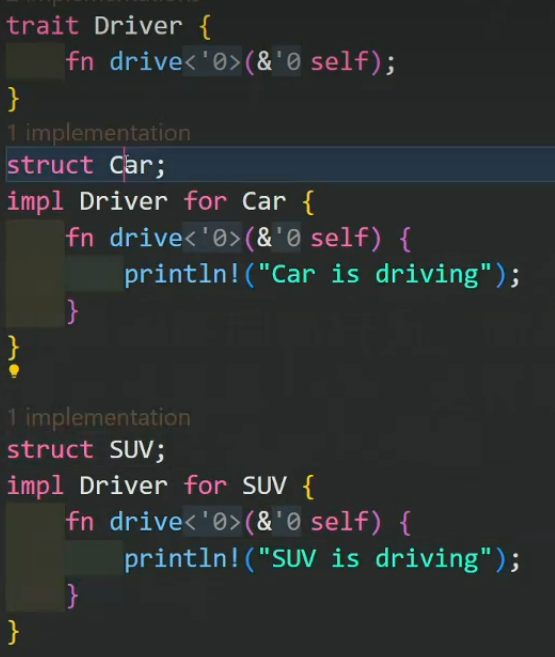 trait Driver {
fn drive<'0>(&'0 self);
}
1 implementation
struct Car;
impl Driver for Car {
fn drive<'0>(&'0 self) {
println!("Car is driving");
}
}
1 implementation
struct SUV;
impl Driver for SUV {
fn drive<'0>(&'0 self) {
println!("SUV is driving");
}
}